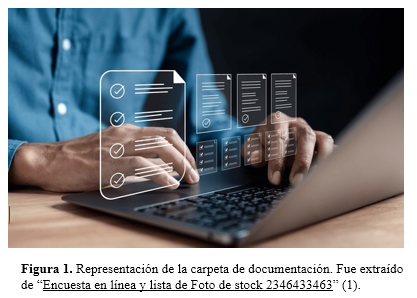 Figura 1. Representación de la carpeta de documentación. Fue extraído
de “Encuesta en línea y lista de Foto de stock 2346433463” (1).